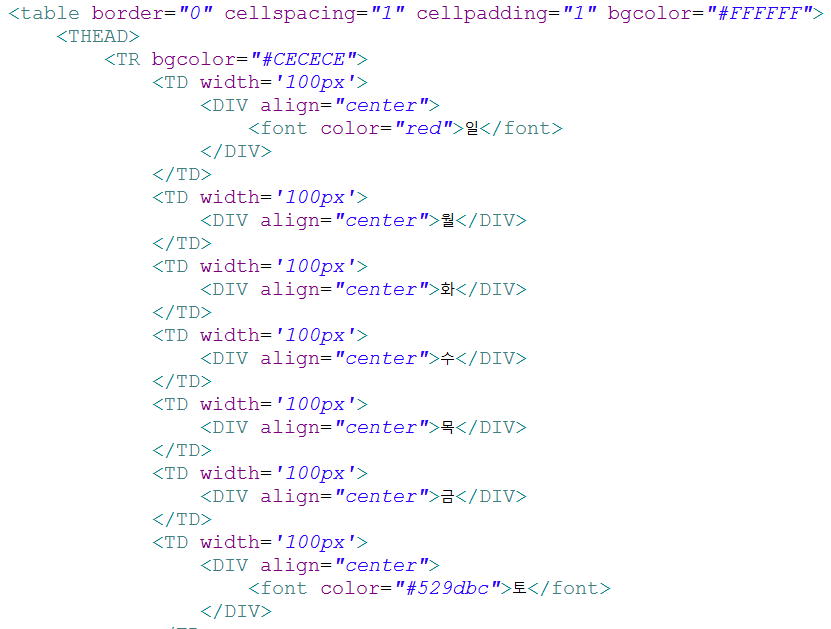 <table border="0" cellspacing="1" cellpadding="1" bgcolor="#FFFFFF">
<THEAD>
<TR bgcolor="#CECECE">
<TD width='100px'>
<DIV align="center">
<font color="red">일</font>
</DIV>
</TD>
<TD width='100px'>
<DIV align="center">월</DIV>
</TD>
<TD width='100px'>
<DIV align="center">화</DIV>
</TD>
<TD width='100px'>
<DIV align="center">수</DIV>
</TD>
<TD width='100px'>
<DIV align="center">목</DIV>
</TD>
<TD width='100px'>
<DIV align="center">금</DIV>
</TD>
<TD width='100px'>
<DIV align="center">
<font color="#529dbc">토</font>
</DIV>